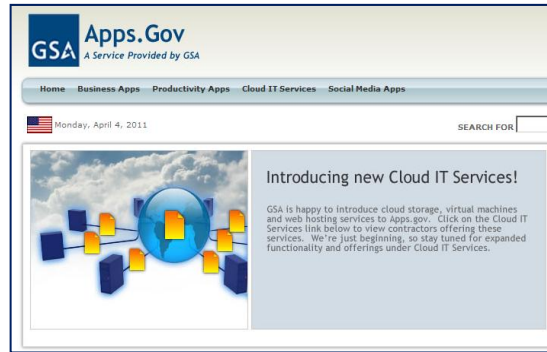 GSA
Apps.Gov
A Service Provided by GSA
Home Business Apps Productivity Apps Cloud IT Services Social Media Apps
Monday, April 4, 2011
SEARCH FOR
Introducing new Cloud IT Services!
GSA is happy to introduce cloud storage, virtual machines
and web hosting services to Apps.gov. Click on the Cloud IT
Services link below to view contractors offering these
services. We're just beginning, so stay tuned for expanded
functionality and offerings under Cloud IT Services.